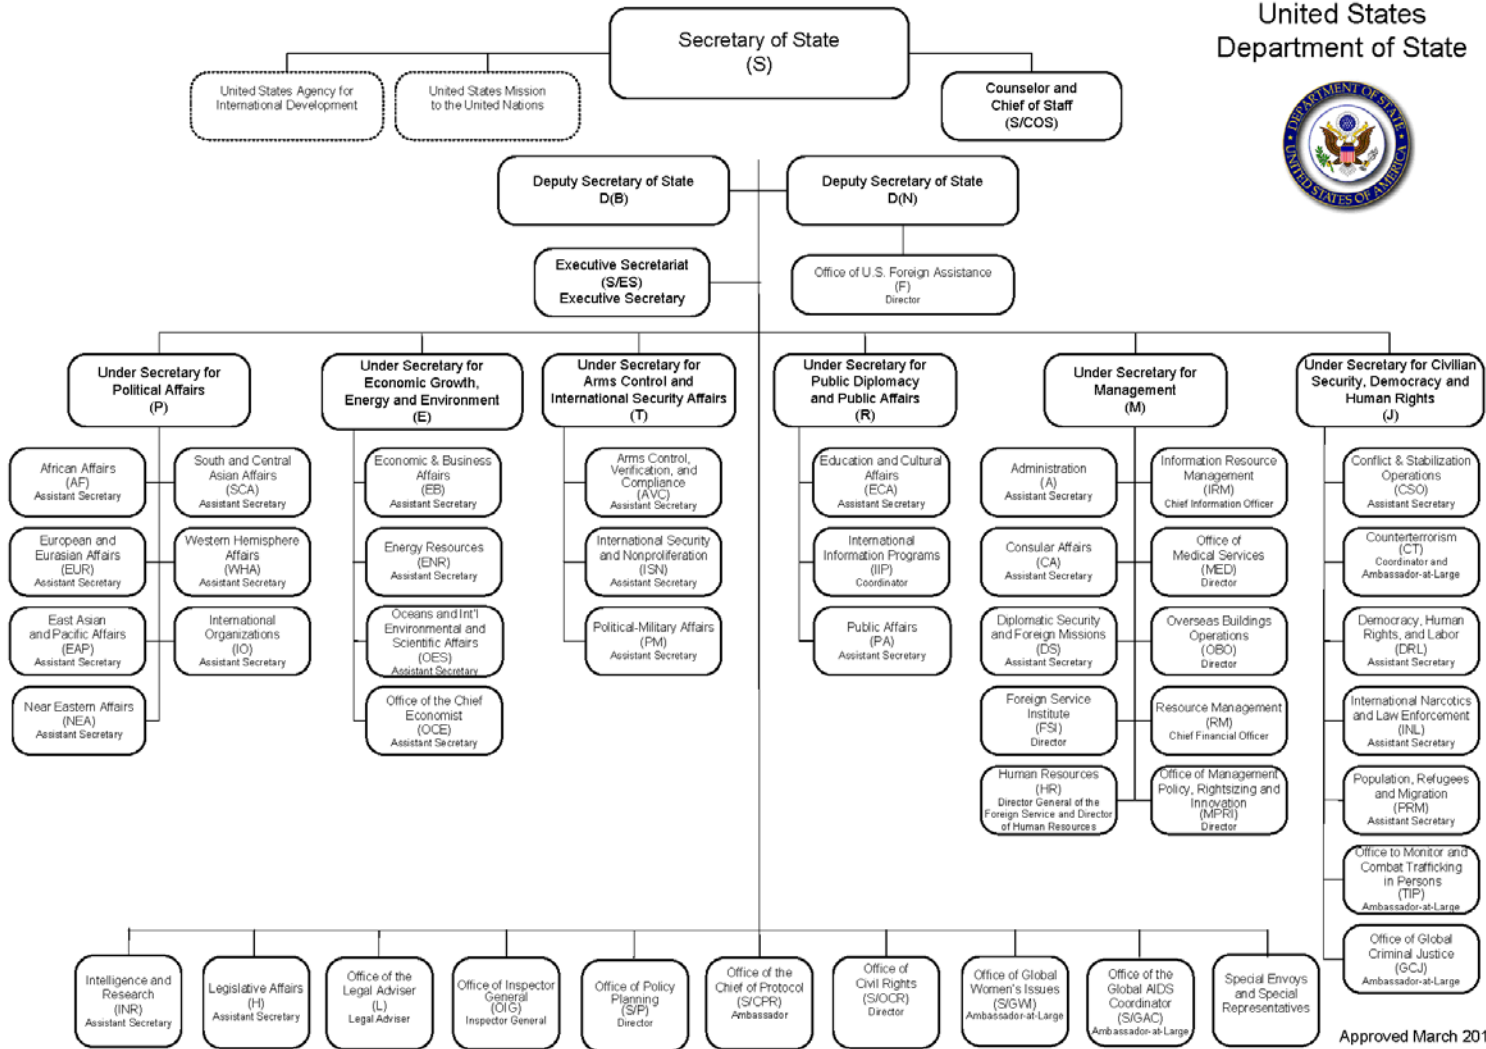 United States
Department of State
DEPARTMENT OF STATE
UNITED STATES OF AMERICA
Secretary of State
(S)
United States Agency for
International Development
United States Mission
to the United Nations
Counselor and
Chief of Staff
(S/COS)
Deputy Secretary of State
D(B)
Deputy Secretary of State
D(N)
Executive Secretariat
(S/ES)
Executive Secretary
Office of U.S. Foreign Assistance
(F)
Director
Under Secretary for
Political Affairs
(P)
Under Secretary for
Economic Growth,
Energy and Environment
(E)
Under Secretary for
Arms Control and
International Security Affairs
(T)
Under Secretary for
Public Diplomacy
and Public Affairs
(R)
Under Secretary for
Management
(M)
Under Secretary for Civilian
Security, Democracy and
Human Rights
(J)
African Affairs
(AF)
Assistant Secretary
South and Central
Asian Affairs
(SCA)
Assistant Secretary
European and
Eurasian Affairs
(EUR)
Assistant Secretary
Western Hemisphere
Affairs
(WHA)
Assistant Secretary
East Asian
and Pacific Affairs
(EAP)
Assistant Secretary
International
Organizations
(IO)
Assistant Secretary
Near Eastern Affairs
(NEA)
Assistant Secretary
Economic & Business
Affairs
(EB)
Assistant Secretary
Energy Resources
(ENR)
Assistant Secretary
Oceans and Int'l
Environmental and
Scientific Affairs
(OES)
Assistant Secretary
Office of the Chief
Economist
(OCE)
Assistant Secretary
Arms Control,
Verification, and
Compliance
(AVC)
Assistant Secretary
International Security
and Nonproliferation
(ISN)
Assistant Secretary
Political-Military Affairs
(PM)
Assistant Secretary
Education and Cultural
Affairs
(ECA)
Assistant Secretary
International
Information Programs
(IIP)
Coordinator
Public Affairs
(PA)
Assistant Secretary
Administration
(A)
Assistant Secretary
Information Resource
Management
(IRM)
Chief Information Officer
Consular Affairs
(CA)
Assistant Secretary
Office of
Medical Services
(MED)
Director
Diplomatic Security
and Foreign Missions
(DS)
Assistant Secretary
Overseas Buildings
Operations
(OBO)
Director
Foreign Service
Institute
(FSI)
Director
Resource Management
(RM)
Chief Financial Officer
Human Resources
(HR)
Director General of the
Foreign Service and Director
of Human Resources
Office of Management
Policy, Rightsizing and
Innovation
(MPRI)
Director
Conflict & Stabilization
Operations
(CSO)
Assistant Secretary
Counterterrorism
(CT)
Coordinator and
Ambassador-at-Large
Democracy, Human
Rights, and Labor
(DRL)
Assistant Secretary
International Narcotics
and Law Enforcement
(INL)
Assistant Secretary
Population, Refugees
and Migration
(PRM)
Assistant Secretary
Office to Monitor and
Combat Trafficking
in Persons
(TIP)
Ambassador-at-Large
Office of Global
Criminal Justice
(GCJ)
Ambassador-at-Large
Intelligence and
Research
(INR)
Assistant Secretary
Legislative Affairs
(H)
Assistant Secretary
Office of the
Legal Adviser
(L)
Legal Adviser
Office of Inspector
General
(OIG)
Inspector General
Office of Policy
Planning
(S/P)
Director
Office of the
Chief of Protocol
(S/CPR)
Ambassador
Office of
Civil Rights
(S/OCR)
Director
Office of Global
Women's Issues
(S/GWI)
Ambassador-at-Large
Office of the
Global AIDS
Coordinator
(S/GAC)
Ambassador-at-Large
Special Envoys
and Special
Representatives
Approved March 201